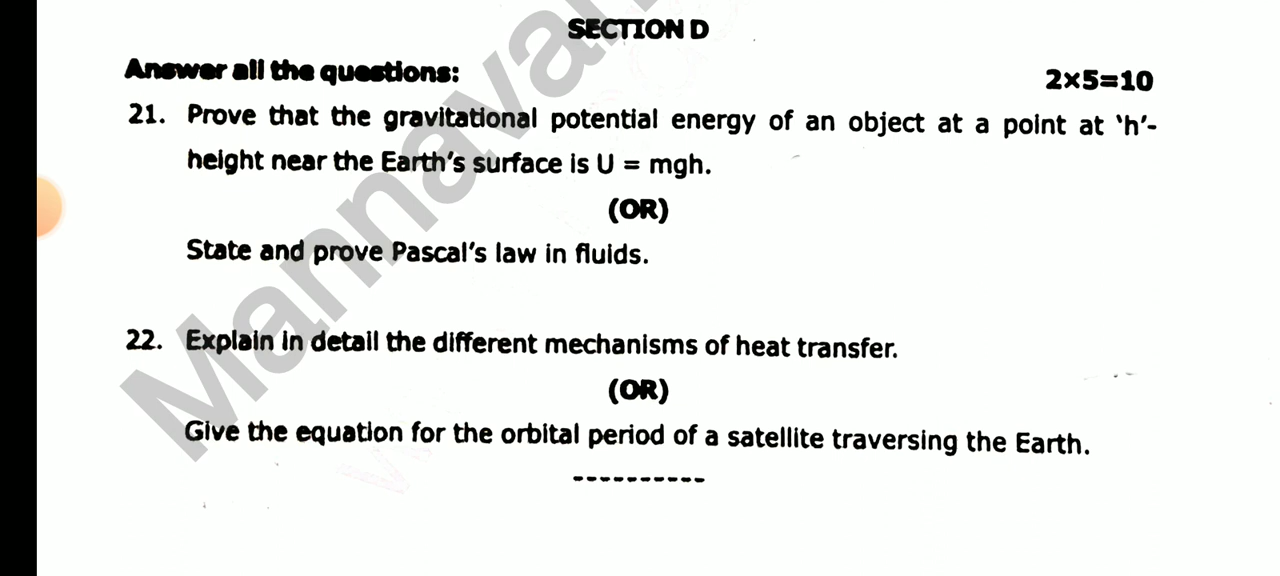 SECTION D
Answer all the questions:
2×5=10
21. Prove that the gravitational potential energy of an object at a point at ‘h’-
height near the Earth’s surface is U = mgh.
(OR)
State and prove Pascal’s law in fluids.
22. Explain in detail the different mechanisms of heat transfer.
(OR)
Give the equation for the orbital period of a satellite traversing the Earth.
----------